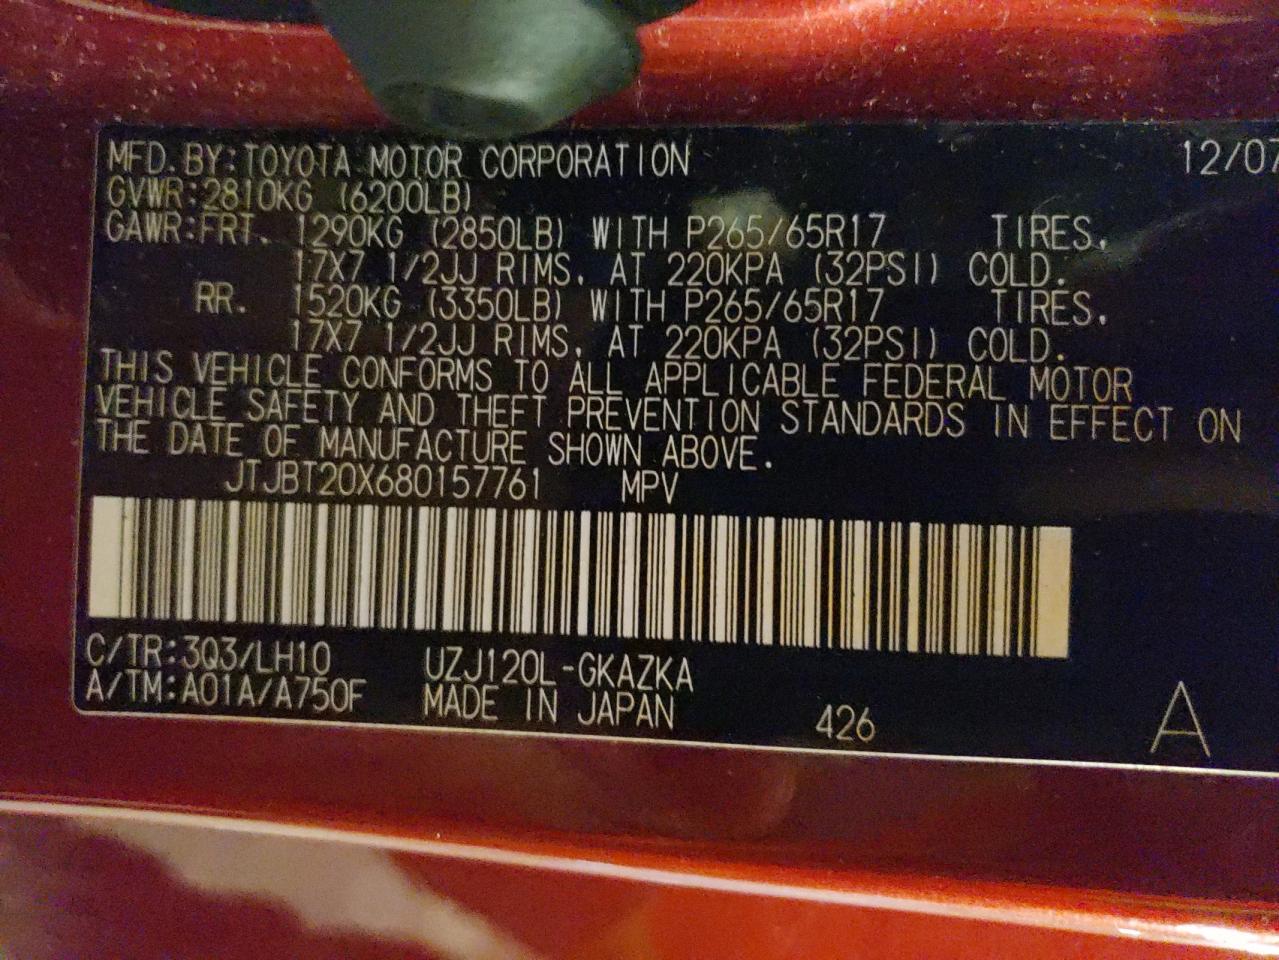 MFD.BY:TOYOTA MOTOR CORPORATION 12/07
GVWR:2810KG (6200LB)
GAWR:FRT. 1290KG (2850LB) WITH P265/65R17 TIRES,
17X7 1/2JJ RIMS, AT 220KPA (32PSI) COLD.
RR. 1520KG (3350LB) WITH P265/65R17 TIRES,
17X7 1/2JJ RIMS, AT 220KPA (32PSI) COLD.
THIS VEHICLE CONFORMS TO ALL APPLICABLE FEDERAL MOTOR
VEHICLE SAFETY AND THEFT PREVENTION STANDARDS IN EFFECT ON
THE DATE OF MANUFACTURE SHOWN ABOVE.
JTJBT20X680157761 MPV
C/TR:3Q3/LH10 UZJ120L-GKAZKA
A/TM:A01A/A750F MADE IN JAPAN 426 A